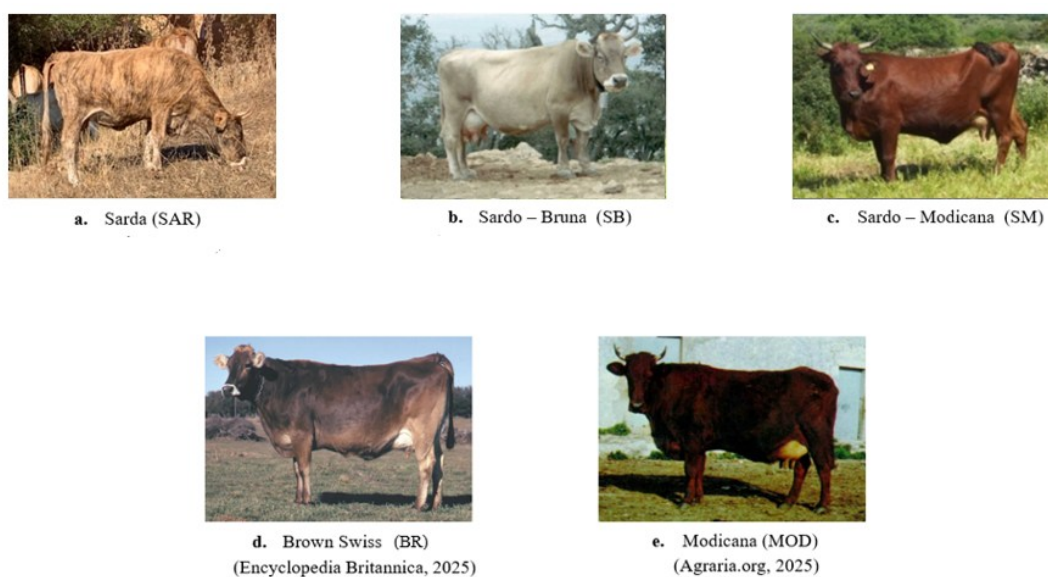 a. Sarda (SAR)
b. Sardo – Bruna (SB)
c. Sardo – Modicana (SM)
d. Brown Swiss (BR)
(Encyclopedia Britannica, 2025)
e. Modicana (MOD)
(Agraria.org, 2025)